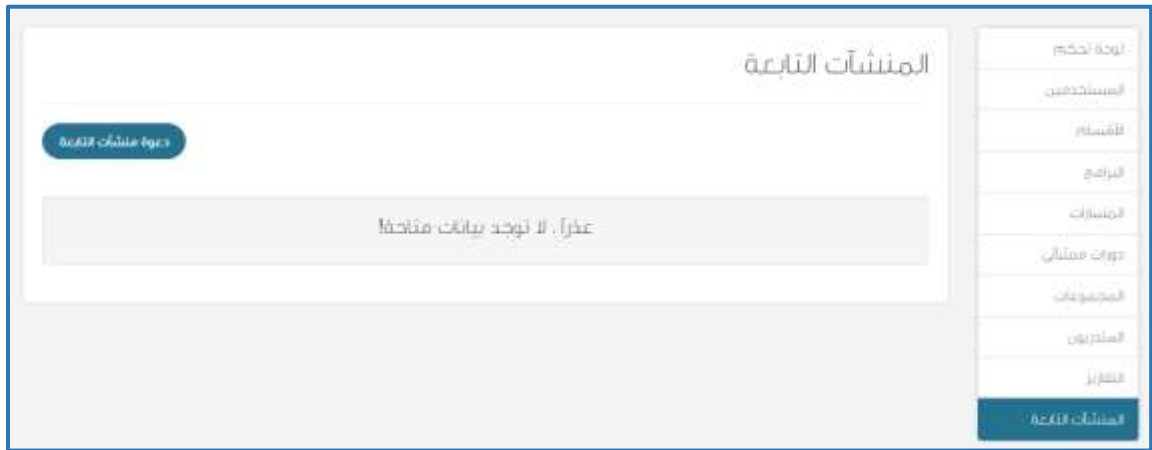 المنشآت التابعة
دعوة منشآت التابعة
عذراً ، لا توجد بيانات متاحة!
لوحة تحكم
المستخدمين
الأقسام
البرامج
المسارات
دورات منشأتي
المجموعات
المتدربون
التقارير
المنشآت التابعة